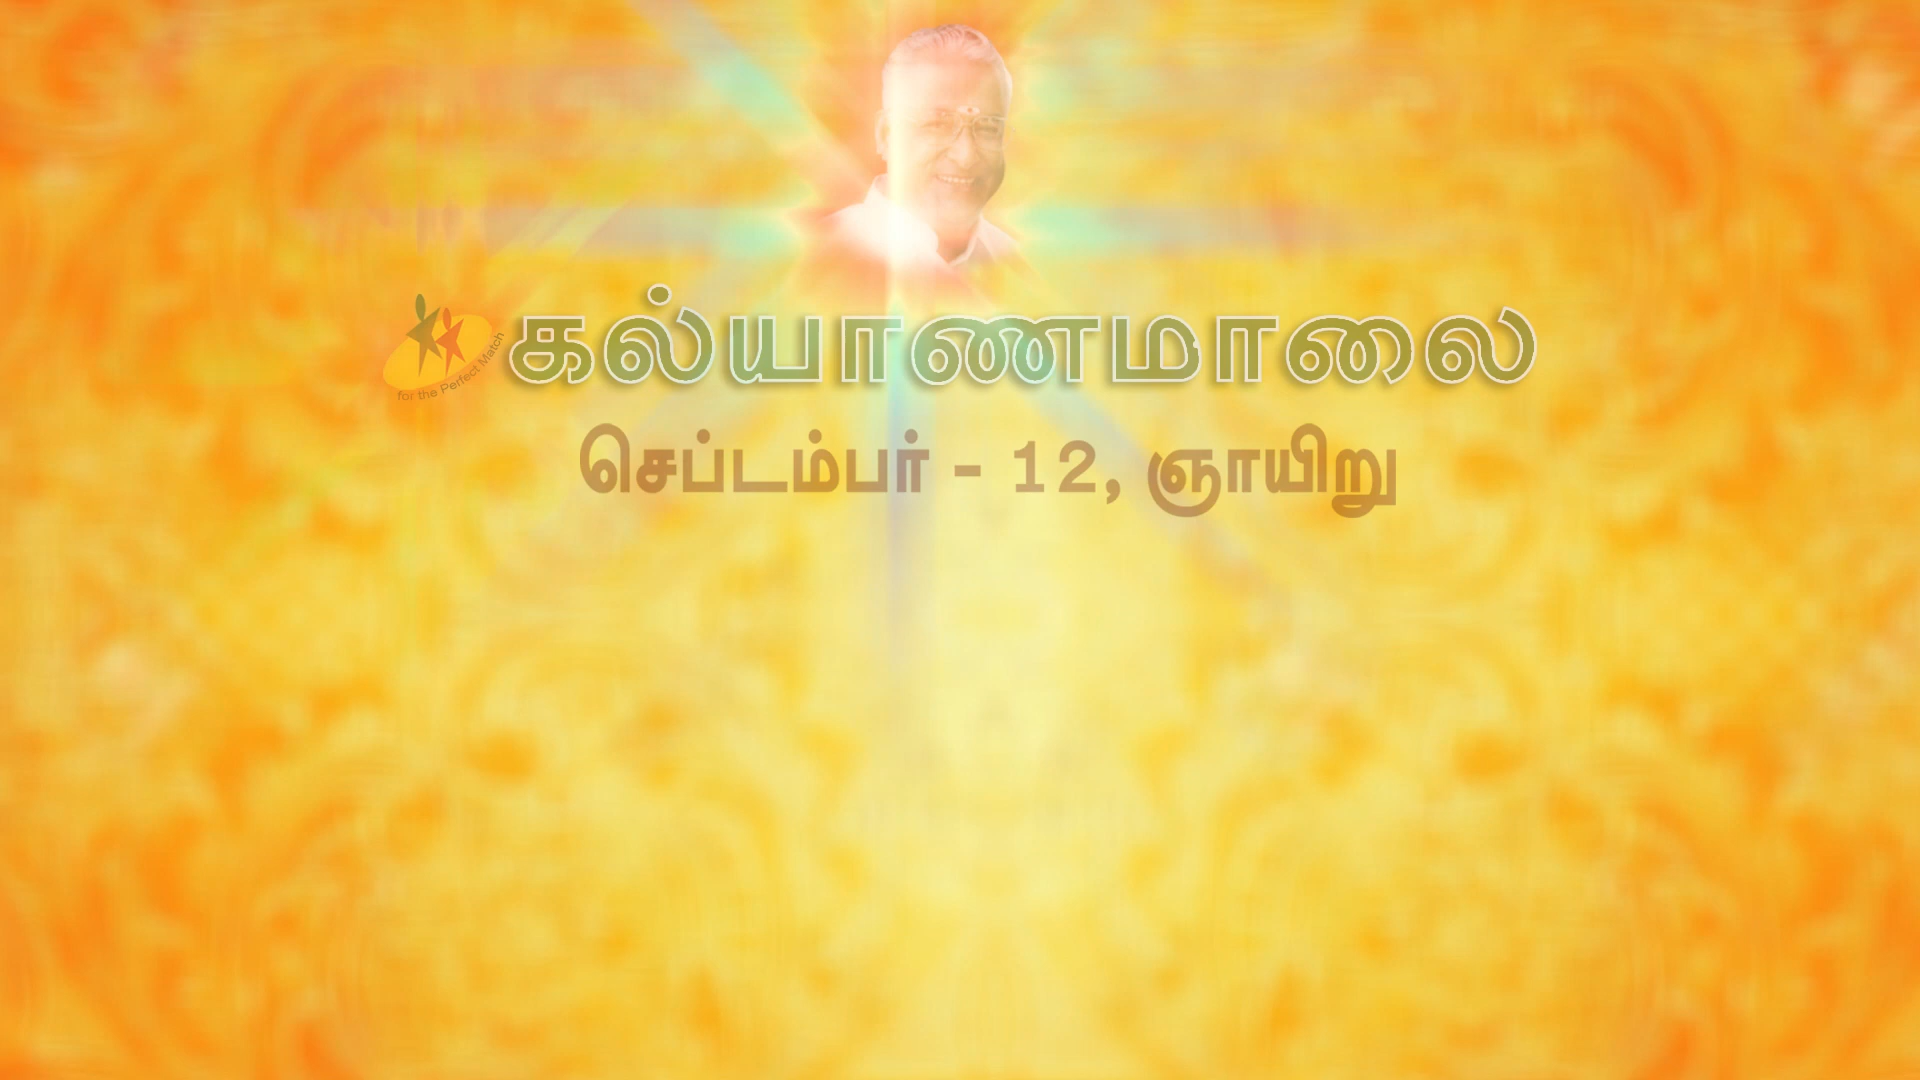 கல்யாணமாலை
for the Perfect Match
செப்டம்பர் - 12, ஞாயிறு